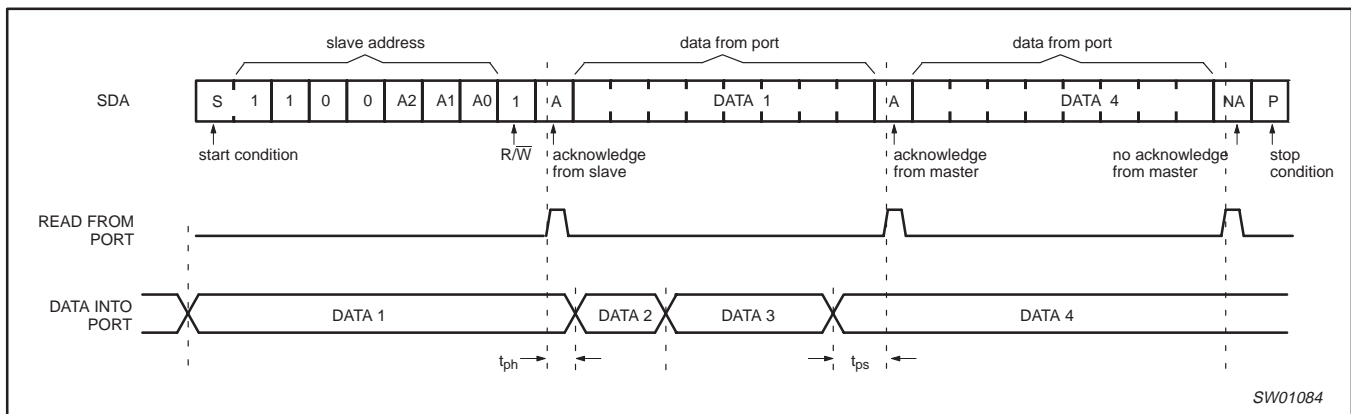 slave address data from port data from port
SDA S 1 1 0 0 A2 A1 A0 1 A DATA 1 A DATA 4 NA P
start condition R/W̅ acknowledge from slave acknowledge from master no acknowledge from master stop condition
READ FROM PORT
DATA INTO PORT DATA 1 DATA 2 DATA 3 DATA 4
tph tps
SW01084